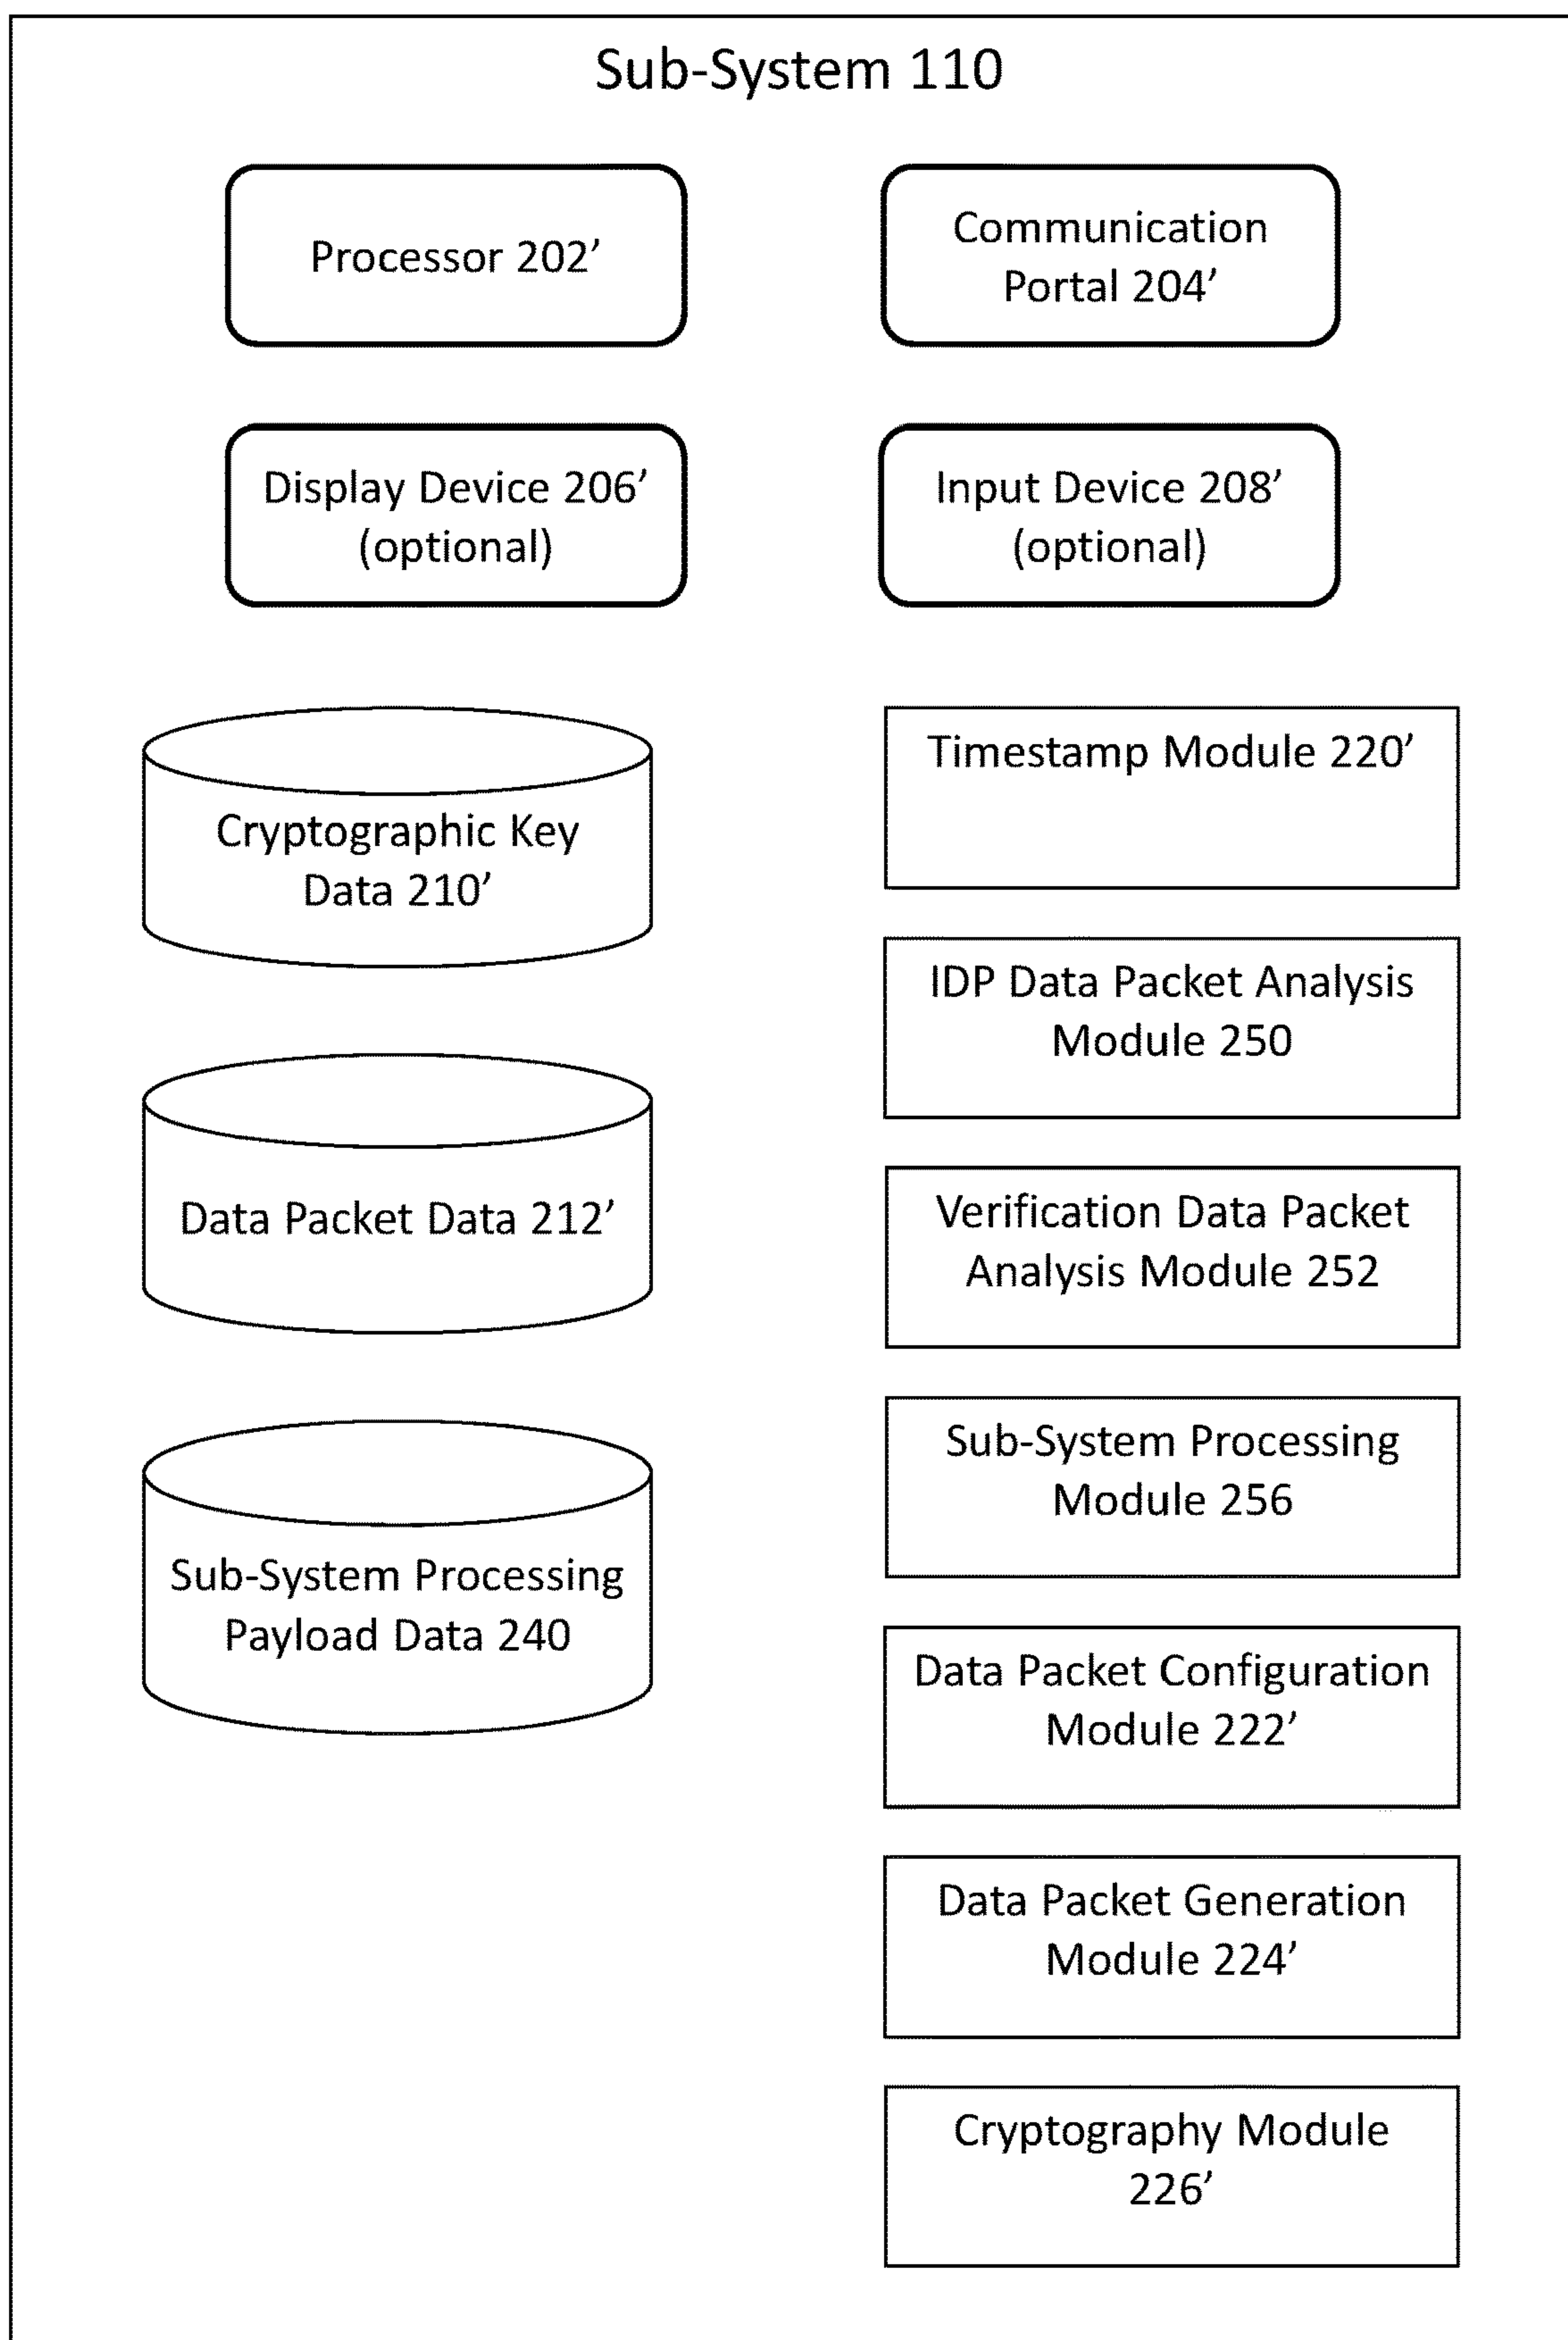 Sub-System 110
Processor 202’
Communication
Portal 204’
Display Device 206’
(optional)
Input Device 208’
(optional)
Cryptographic Key
Data 210’
Data Packet Data 212’
Sub-System Processing
Payload Data 240
Timestamp Module 220’
IDP Data Packet Analysis
Module 250
Verification Data Packet
Analysis Module 252
Sub-System Processing
Module 256
Data Packet Configuration
Module 222’
Data Packet Generation
Module 224’
Cryptography Module
226’